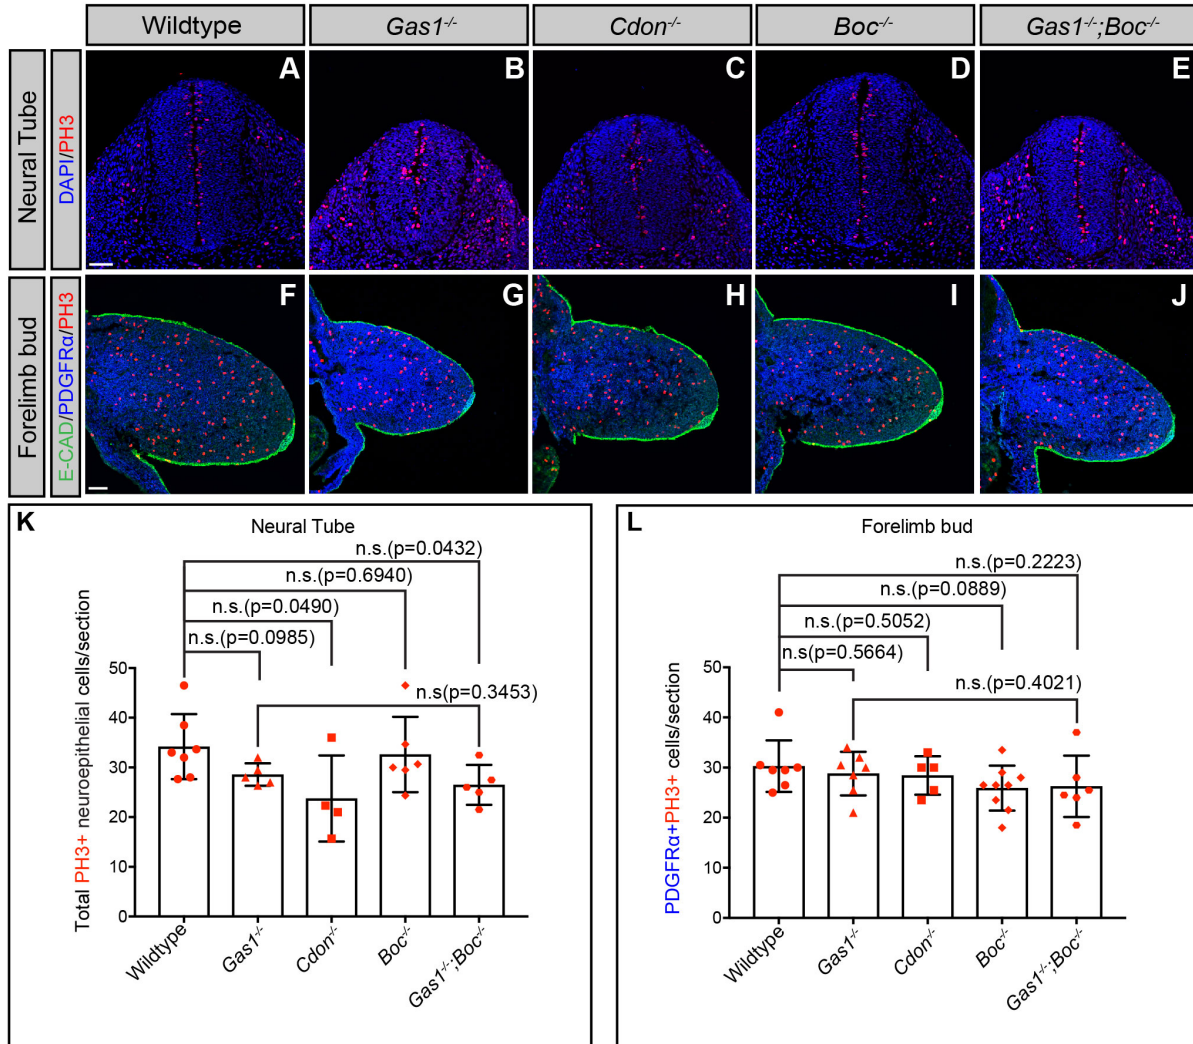 Wildtype
Gas1-/-
Cdon-/-
Boc-/-
Gas1-/-;Boc-/-
Neural Tube
DAPI/PH3
A
B
C
D
E
Forelimb bud
E-CAD/PDGFRα/PH3
F
G
H
I
J
K
Neural Tube
n.s.(p=0.0432)
n.s.(p=0.6940)
n.s.(p=0.0490)
n.s.(p=0.0985)
n.s(p=0.3453)
Total PH3+ neuroepithelial cells/section
50
40
30
20
10
0
Wildtype
Gas1-/-
Cdon-/-
Boc-/-
Gas1-/-;Boc-/-
L
Forelimb bud
n.s.(p=0.2223)
n.s.(p=0.0889)
n.s.(p=0.5052)
n.s(p=0.5664)
n.s.(p=0.4021)
PDGFRα+PH3+ cells/section
50
40
30
20
10
0
Wildtype
Gas1-/-
Cdon-/-
Boc-/-
Gas1-/-;Boc-/-